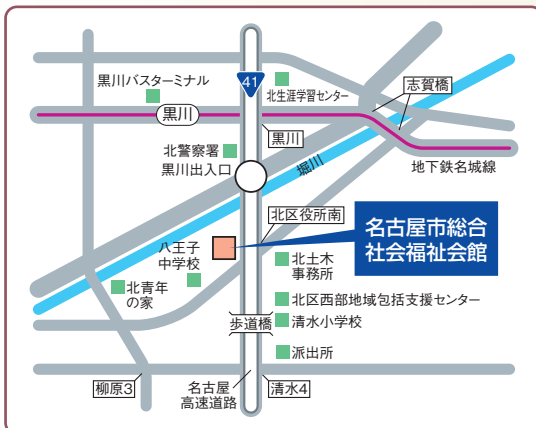 41
黒川バスターミナル
北生涯学習センター
志賀橋
黒川
黒川
北警察署
黒川出入口
堀川
地下鉄名城線
北区役所南
名古屋市総合
社会福祉会館
八王子
中学校
北土木
事務所
北青年
の家
北区西部地域包括支援センター
歩道橋
清水小学校
派出所
柳原3
名古屋
高速道路
清水4